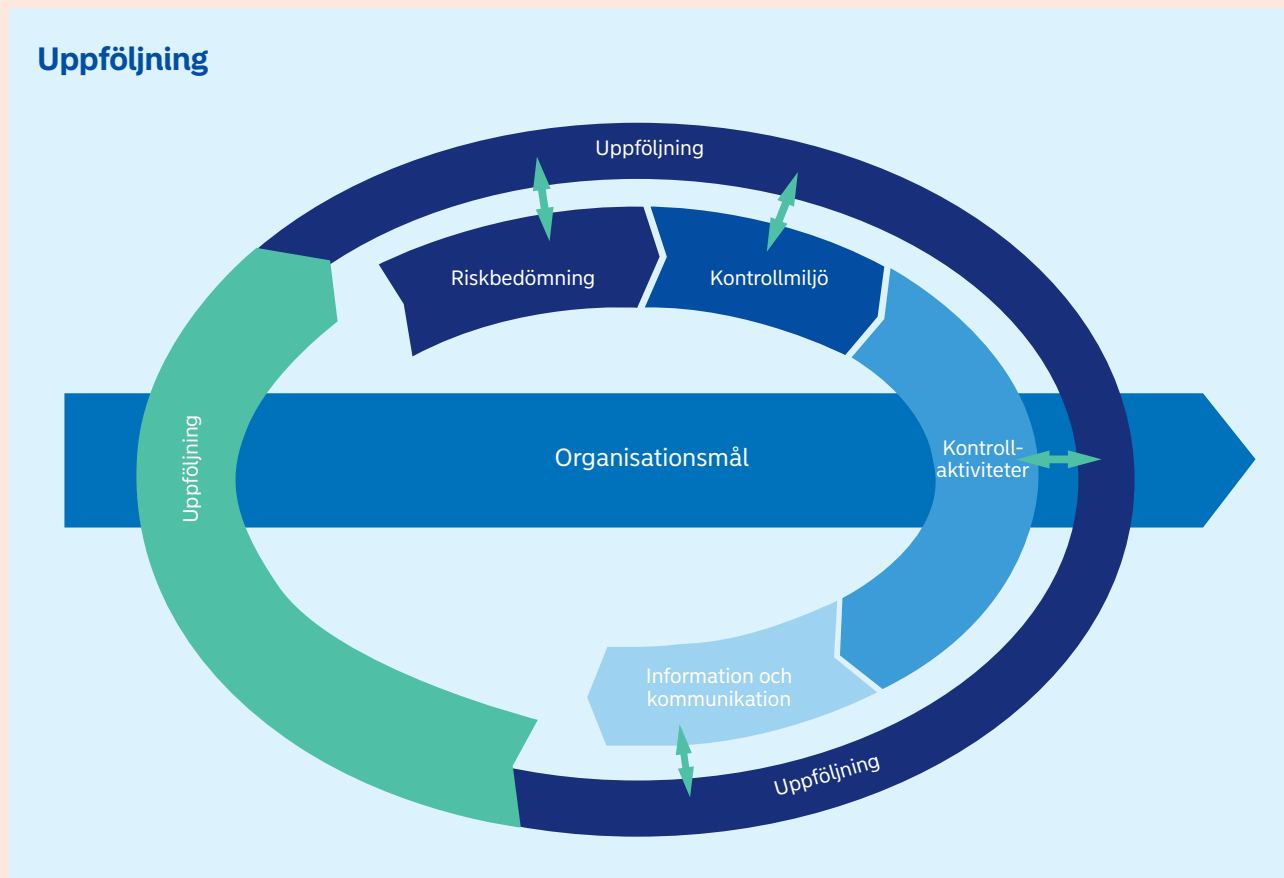 Uppföljning
Uppföljning
Riskbedömning
Kontrollmiljö
Uppföljning
Organisationsmål
Kontroll-
aktiviteter
Information och
kommunikation
Uppföljning